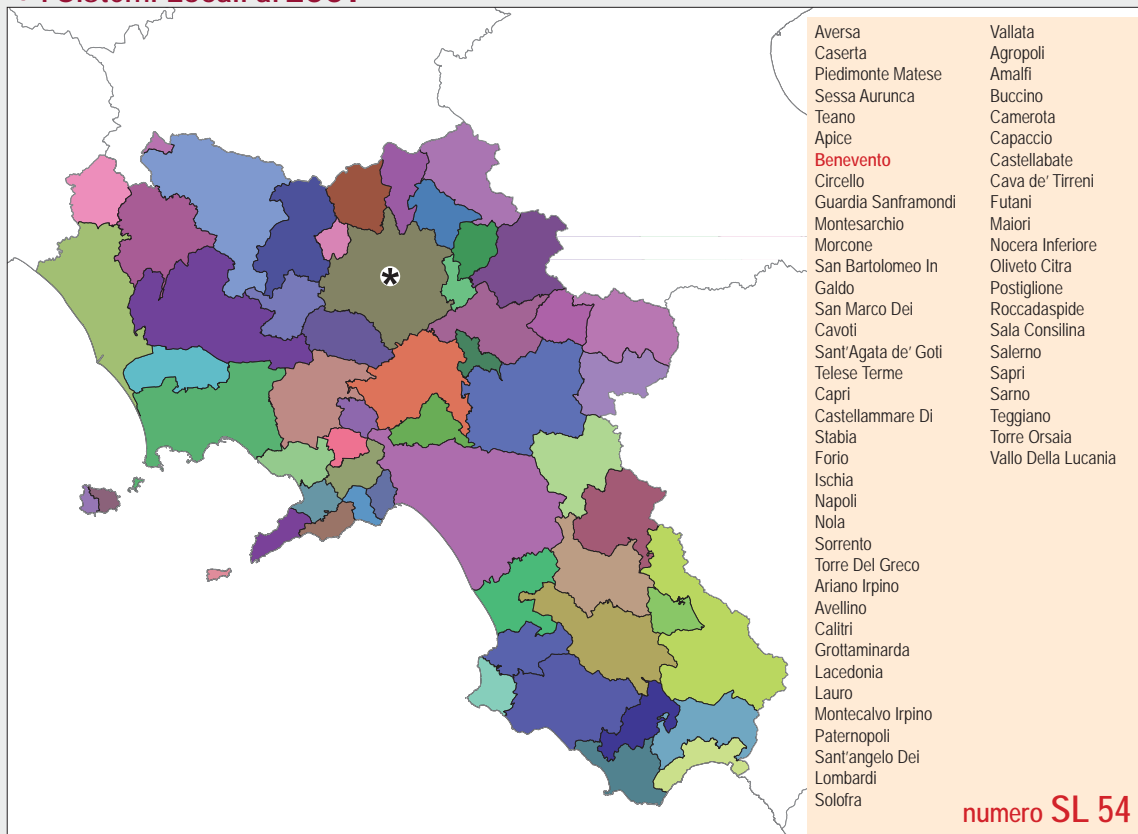 I Sistemi Locali al 2001
Aversa
Caserta
Piedimonte Matese
Sessa Aurunca
Teano
Apice
Benevento
Circello
Guardia Sanframondi
Montesarchio
Morcone
San Bartolomeo In
Galdo
San Marco Dei
Cavoti
Sant'Agata de' Goti
Telese Terme
Capri
Castellammare Di
Stabia
Forio
Ischia
Napoli
Nola
Sorrento
Torre Del Greco
Ariano Irpino
Avellino
Calitri
Grottaminarda
Lacedonia
Lauro
Montecalvo Irpino
Paternopoli
Sant'angelo Dei
Lombardi
Solofra
Vallata
Agropoli
Amalfi
Buccino
Camerota
Capaccio
Castellabate
Cava de' Tirreni
Futani
Maiori
Nocera Inferiore
Oliveto Citra
Postiglione
Roccadaspide
Sala Consilina
Salerno
Sapri
Sarno
Teggiano
Torre Orsaia
Vallo Della Lucania
*
numero SL 54